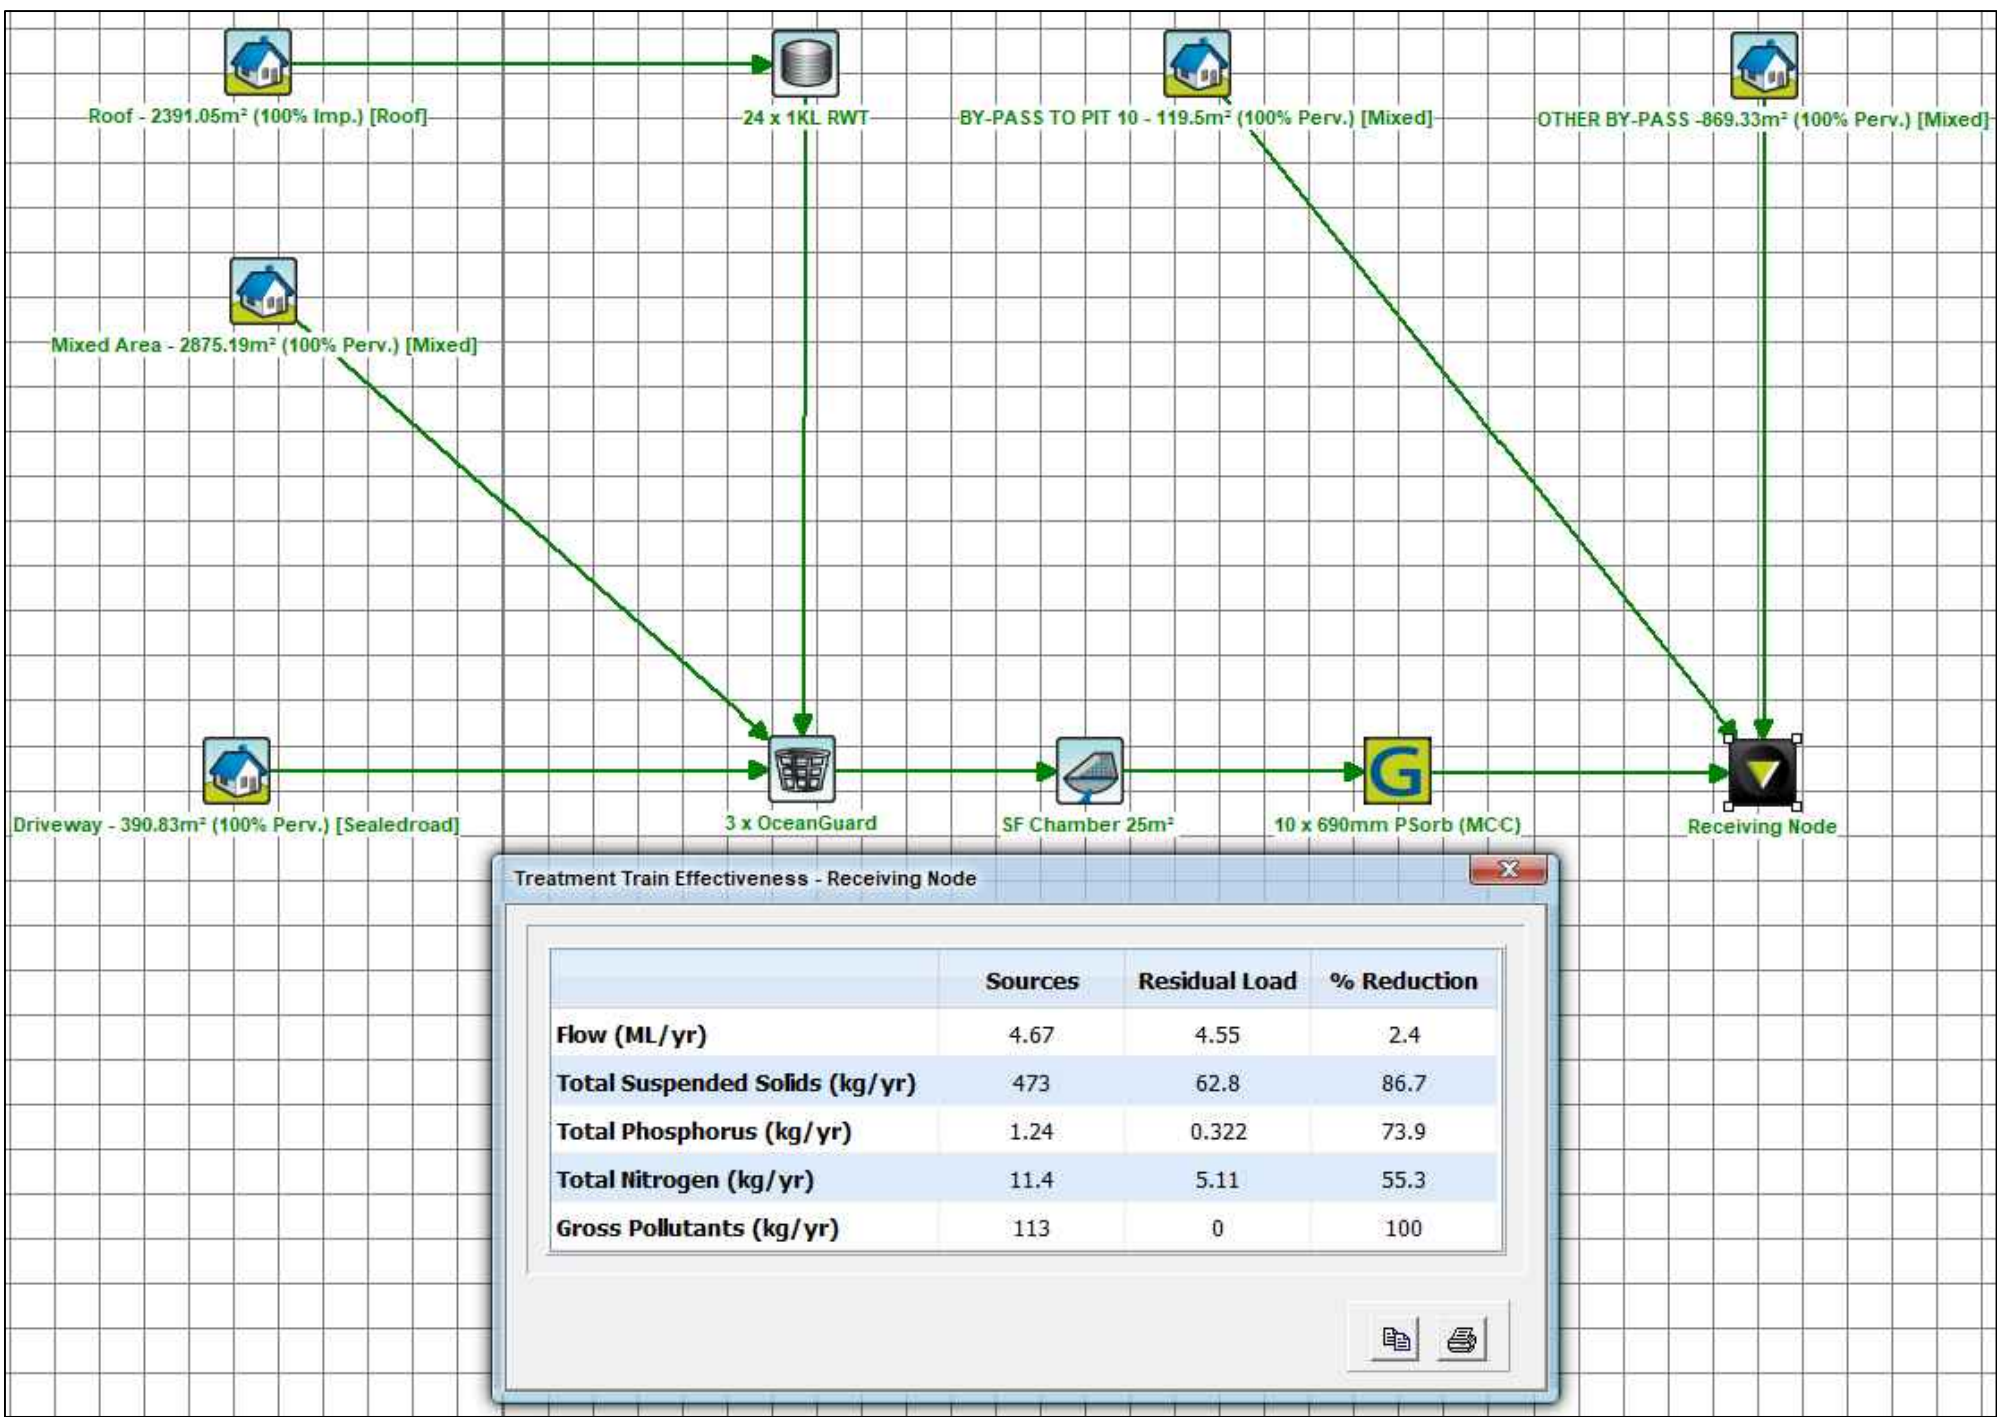 Roof - 2391.05m² (100% Imp.) [Roof]
24 x 1KL RWT
BY-PASS TO PIT 10 - 119.5m² (100% Perv.) [Mixed]
OTHER BY-PASS -869.33m² (100% Perv.) [Mixed]
Mixed Area - 2875.19m² (100% Perv.) [Mixed]
Driveway - 390.83m² (100% Perv.) [Sealedroad]
3 x OceanGuard
SF Chamber 25m²
G
10 x 690mm PSorb (MCC)
Receiving Node
Treatment Train Effectiveness - Receiving Node
Sources Residual Load % Reduction
Flow (ML/yr) 4.67 4.55 2.4
Total Suspended Solids (kg/yr) 473 62.8 86.7
Total Phosphorus (kg/yr) 1.24 0.322 73.9
Total Nitrogen (kg/yr) 11.4 5.11 55.3
Gross Pollutants (kg/yr) 113 0 100